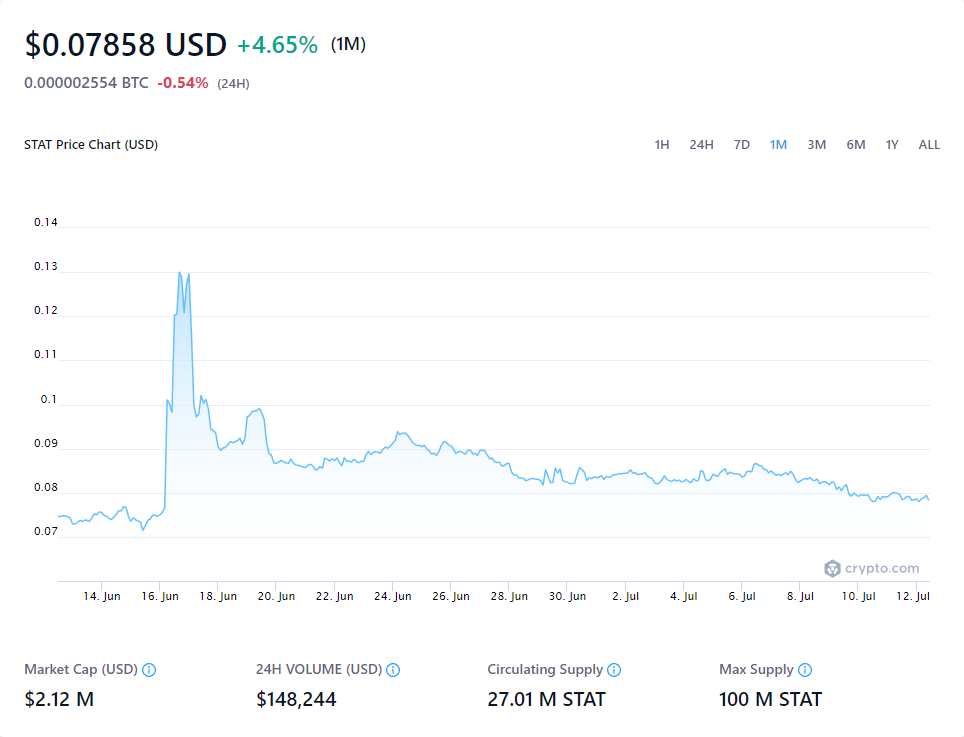 $0.07858 USD +4.65% (1M)
0.000002554 BTC -0.54% (24H)
STAT Price Chart (USD) 1H 24H 7D 1M 3M 6M 1Y ALL
0.14
0.13
0.12
0.11
0.1
0.09
0.08
0.07
crypto.com
14. Jun 16. Jun 18. Jun 20. Jun 22. Jun 24. Jun 26. Jun 28. Jun 30. Jun 2. Jul 4. Jul 6. Jul 8. Jul 10. Jul 12. Jul
Market Cap (USD) 24H VOLUME (USD) Circulating Supply Max Supply
$2.12 M $148,244 27.01 M STAT 100 M STAT